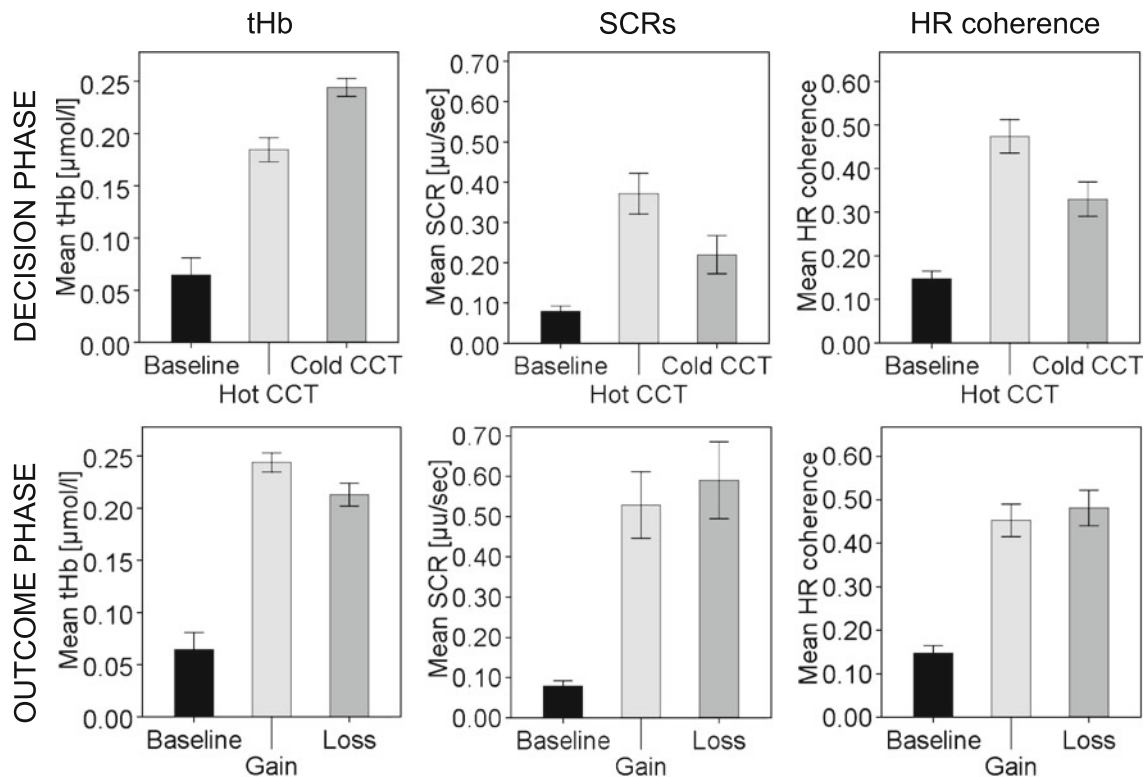 tHb
SCRs
HR coherence
DECISION PHASE
Mean tHb [µmol/l]
0.25
0.20
0.15
0.10
0.05
0.00
Baseline
Cold CCT
Hot CCT
Mean SCR [µu/sec]
0.70
0.60
0.50
0.40
0.30
0.20
0.10
0.00
Baseline
Cold CCT
Hot CCT
Mean HR coherence
0.60
0.50
0.40
0.30
0.20
0.10
0.00
Baseline
Cold CCT
Hot CCT
OUTCOME PHASE
Mean tHb [µmol/l]
0.25
0.20
0.15
0.10
0.05
0.00
Baseline
Loss
Gain
Mean SCR [µu/sec]
0.70
0.60
0.50
0.40
0.30
0.20
0.10
0.00
Baseline
Loss
Gain
Mean HR coherence
0.60
0.50
0.40
0.30
0.20
0.10
0.00
Baseline
Loss
Gain